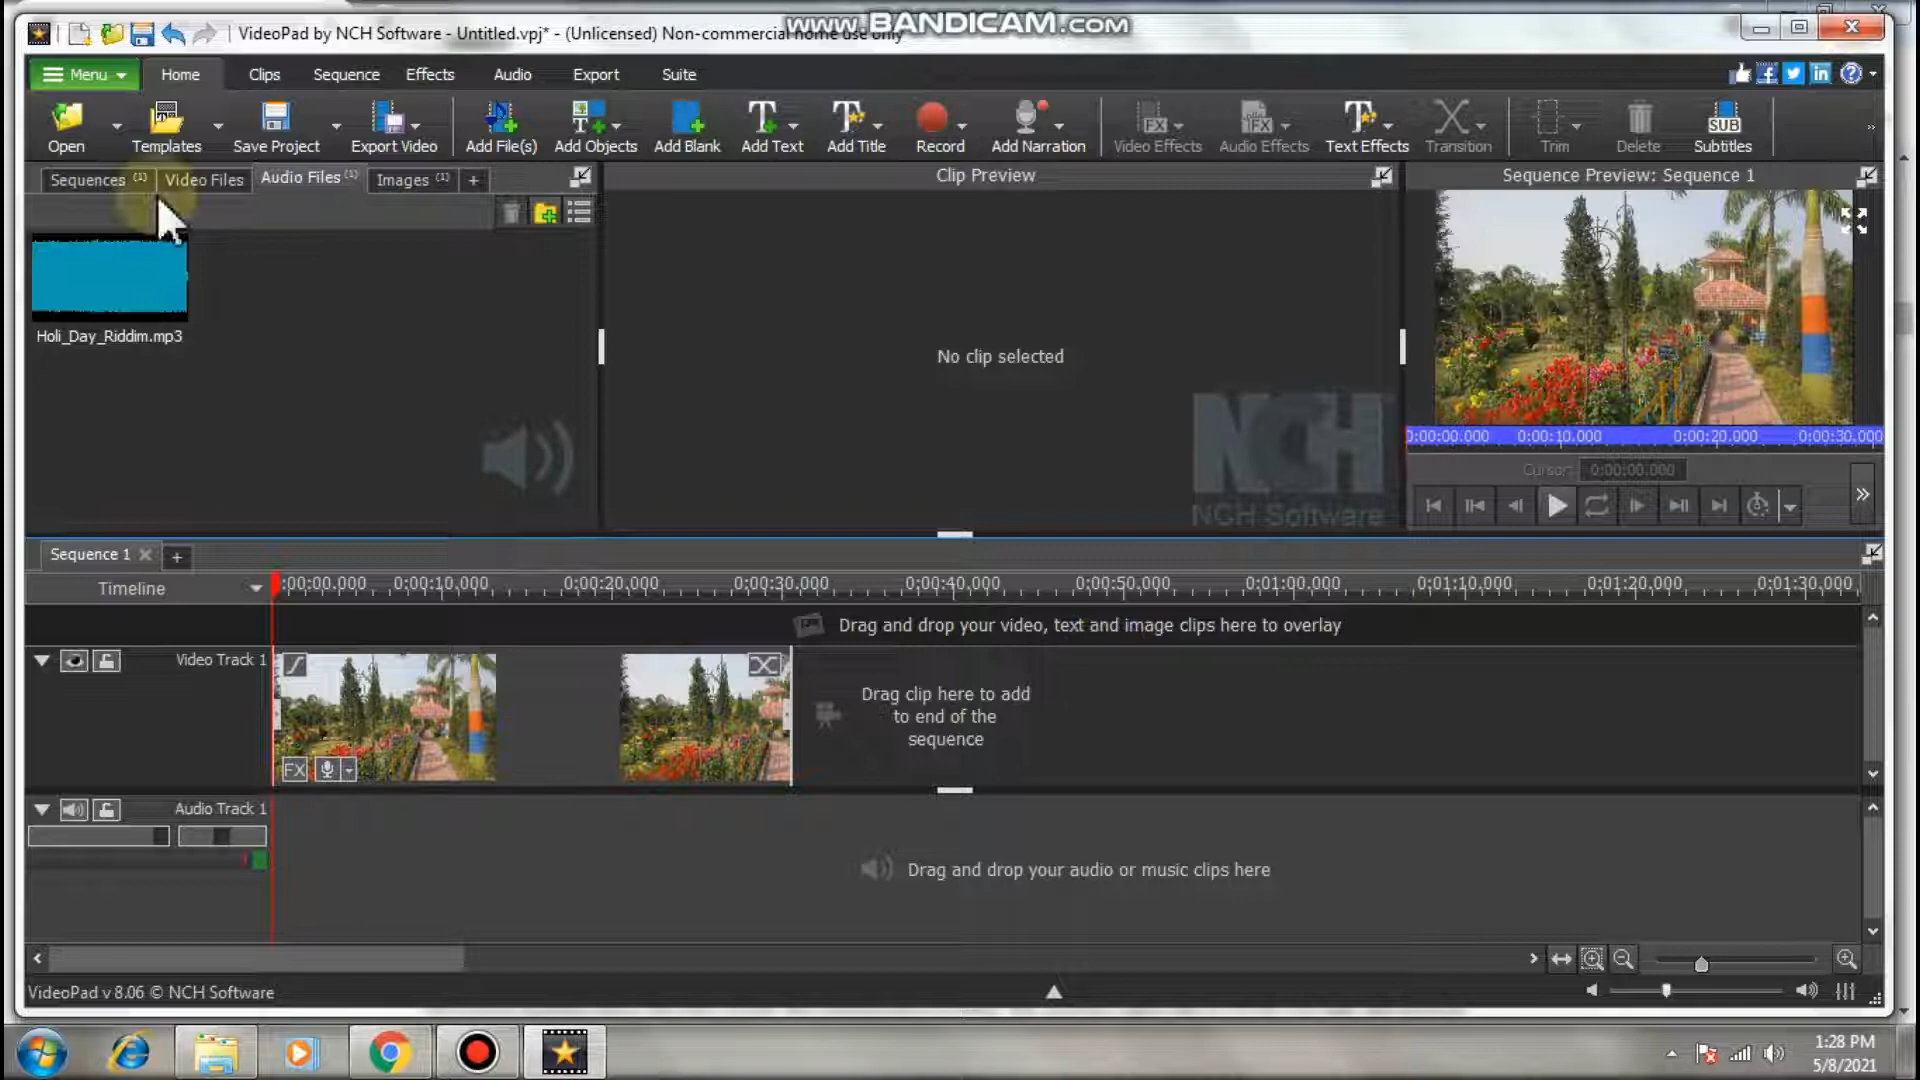 www.BANDICAM.com
VideoPad by NCH Software - Untitled.vpj* - (Unlicensed) Non-commercial home use only
Menu
Home
Clips
Sequence
Effects
Audio
Export
Suite
Open
Templates
Save Project
Export Video
Add File(s)
Add Objects
Add Blank
Add Text
Add Title
Record
Add Narration
Video Effects
Audio Effects
Text Effects
Transition
Trim
Delete
SUB
Subtitles
Sequences (1)
Video Files
Audio Files (1)
Images (1)
+
Clip Preview
Sequence Preview: Sequence 1
Holi_Day_Riddim.mp3
No clip selected
NCH
NCH Software
0:00:00.000 0:00:10.000 0:00:20.000 0:00:30.000
Cursor: 0:00:00.000
Sequence 1
+
Timeline
:00:00.000 0:00:10.000 0:00:20.000 0:00:30.000 0:00:40.000 0:00:50.000 0:01:00.000 0:01:10.000 0:01:20.000 0:01:30.000
Drag and drop your video, text and image clips here to overlay
Video Track 1
FX
Drag clip here to add
to end of the
sequence
Audio Track 1
Drag and drop your audio or music clips here
VideoPad v 8.06 © NCH Software
1:28 PM
5/8/2021